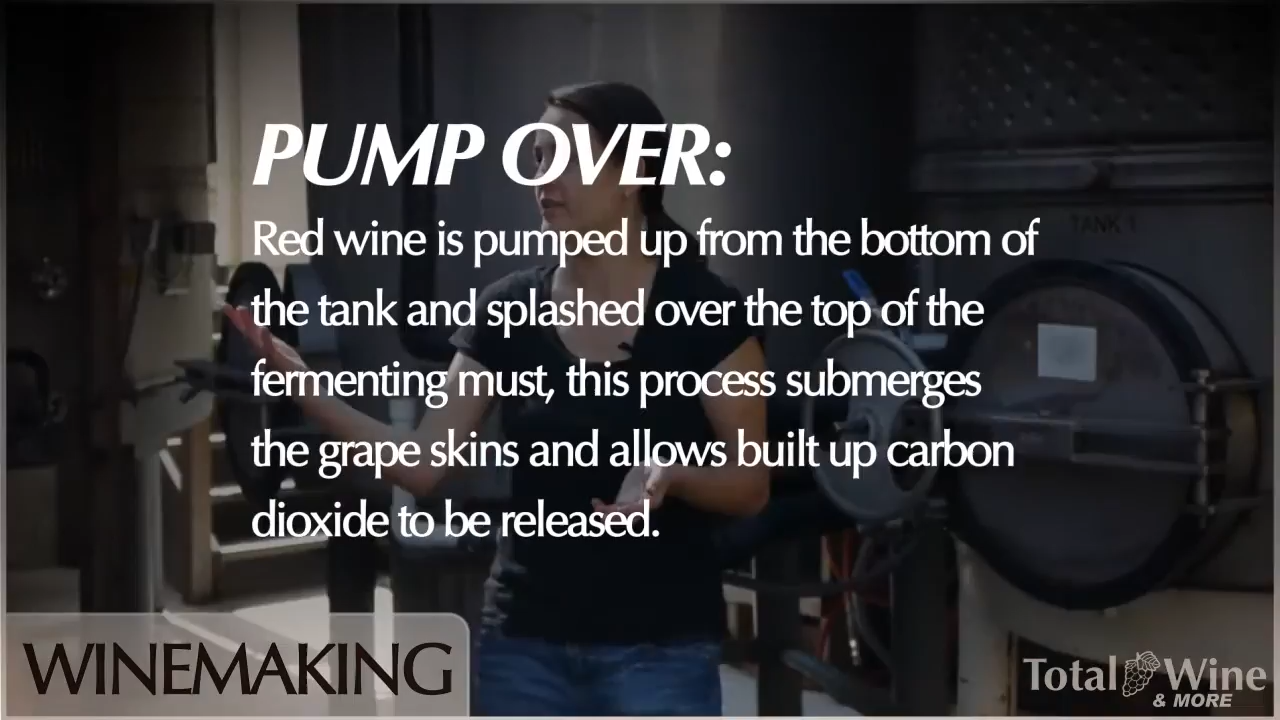 PUMP OVER:
Red wine is pumped up from the bottom of
the tank and splashed over the top of the
fermenting must, this process submerges
the grape skins and allows built up carbon
dioxide to be released.
TANK 1
WINEMAKING
Total Wine
& MORE